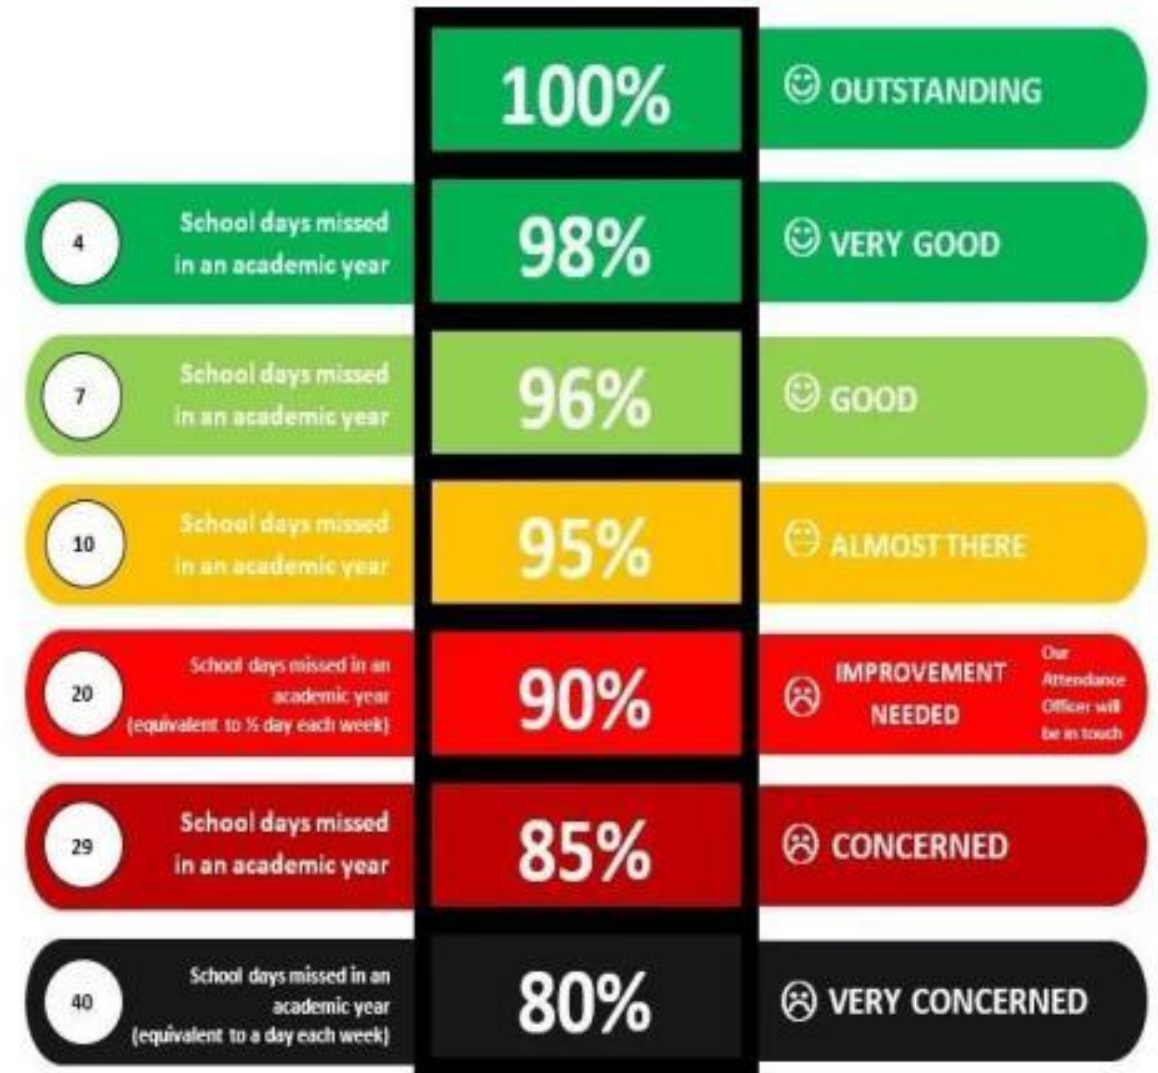 100%
OUTSTANDING
4
School days missed
in an academic year
98%
VERY GOOD
7
School days missed
in an academic year
96%
GOOD
10
School days missed
in an academic year
95%
ALMOST THERE
20
School days missed in an
academic year
(equivalent to ½ day each week)
90%
IMPROVEMENT
NEEDED
Our
Attendance
Officer will
be in touch
29
School days missed
in an academic year
85%
CONCERNED
40
School days missed in an
academic year
(equivalent to a day each week)
80%
VERY CONCERNED